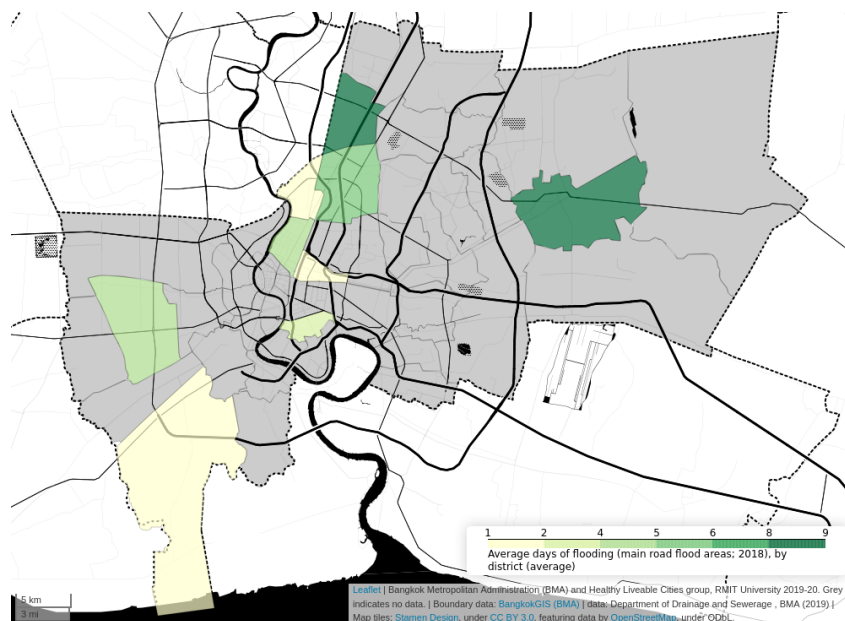 1 2 4 5 6 8 9
Average days of flooding (main road flood areas; 2018), by
district (average)
5 km
3 mi
Leaflet | Bangkok Metropolitan Administration (BMA) and Healthy Liveable Cities group, RMIT University 2019-20. Grey
indicates no data. | Boundary data: BangkokGIS (BMA) | data: Department of Drainage and Sewerage , BMA (2019) |
Map tiles: Stamen Design, under CC BY 3.0, featuring data by OpenStreetMap, under ODbL.